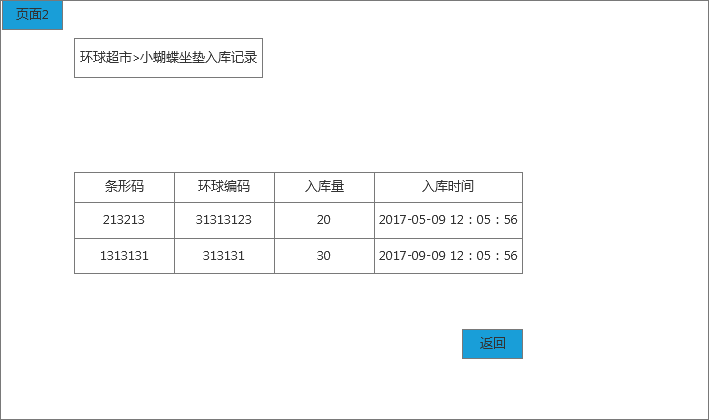 页面2
环球超市>小蝴蝶坐垫入库记录
条形码 环球编码 入库量 入库时间
213213 31313123 20 2017-05-09 12：05：56
1313131 313131 30 2017-09-09 12：05：56
返回